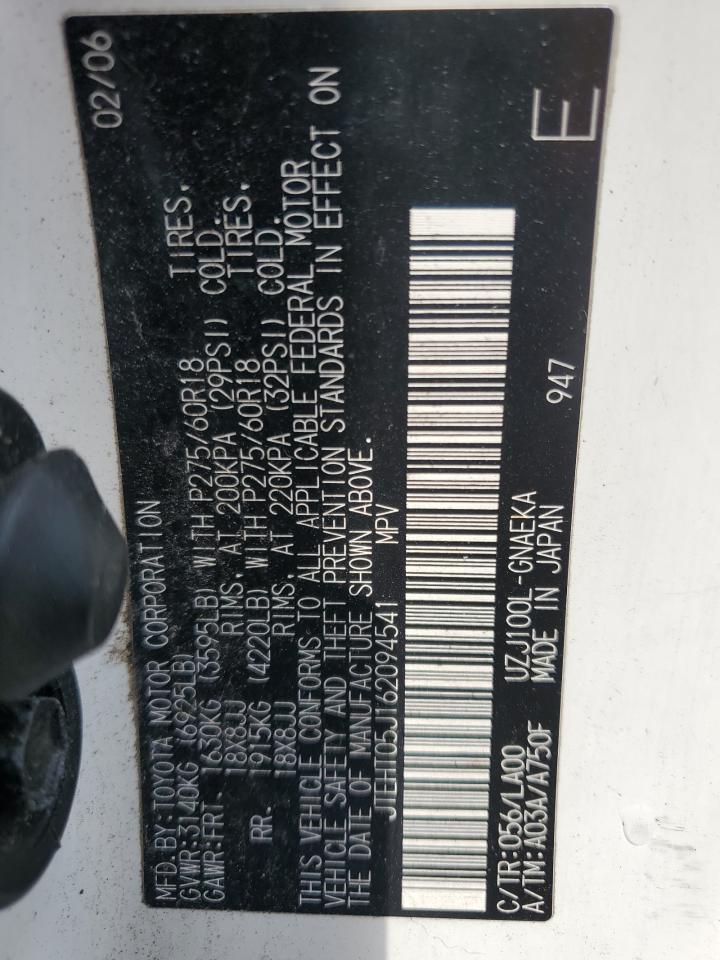 MFD.BY:TOYOTA MOTOR CORPORATION 02/06
GVWR:3140KG (6925LB)
GAWR:FRT. 1630KG (3595LB) WITH P275/60R18 TIRES.
18X8JJ RIMS, AT 200KPA (29PSI) COLD.
RR. 1915KG (4220LB) WITH P275/60R18 TIRES.
18X8JJ RIMS, AT 220KPA (32PSI) COLD.
THIS VEHICLE CONFORMS TO ALL APPLICABLE FEDERAL MOTOR
VEHICLE SAFETY AND THEFT PREVENTION STANDARDS IN EFFECT ON
THE DATE OF MANUFACTURE SHOWN ABOVE.
JTEHT05J162094541 MPV
C/TR:056/LA00 UZJ100L-GNAEKA
A/TM:A03A/A750F MADE IN JAPAN 947 E